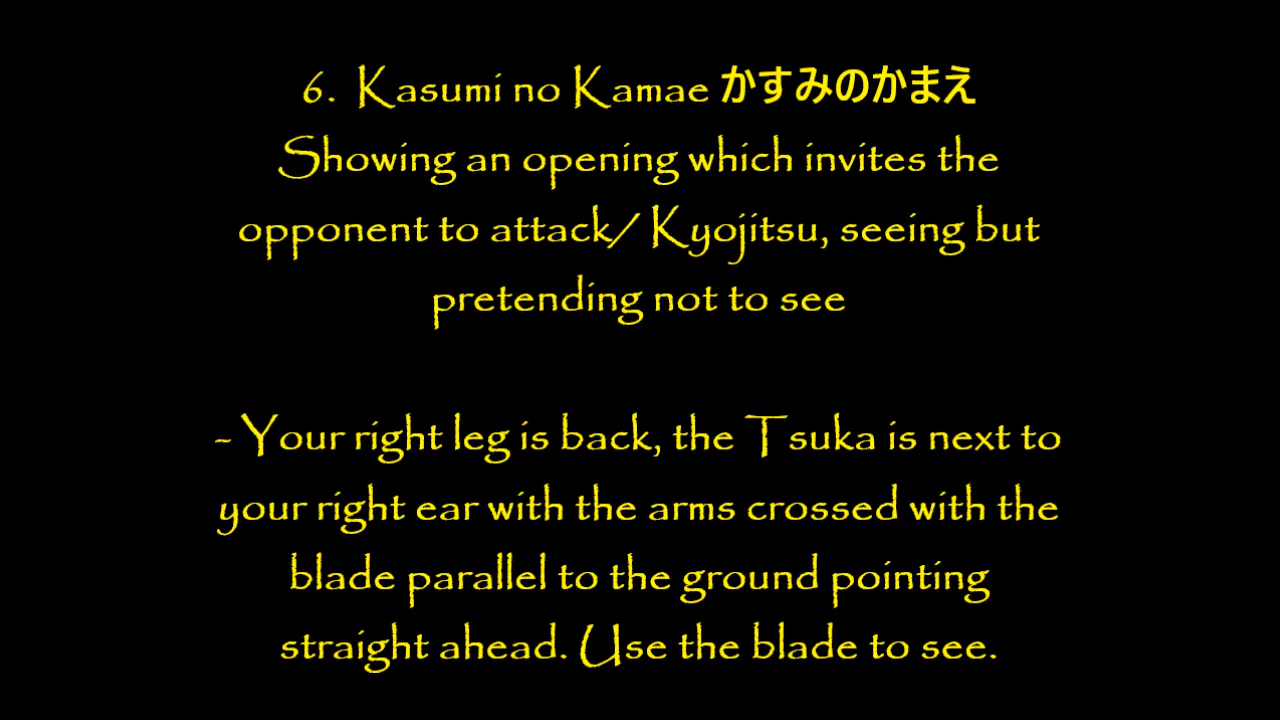 6. Kasumi no Kamae かすみのかまえ
Showing an opening which invites the
opponent to attack/ Kyojitsu, seeing but
pretending not to see
- Your right leg is back, the Tsuka is next to
your right ear with the arms crossed with the
blade parallel to the ground pointing
straight ahead. Use the blade to see.